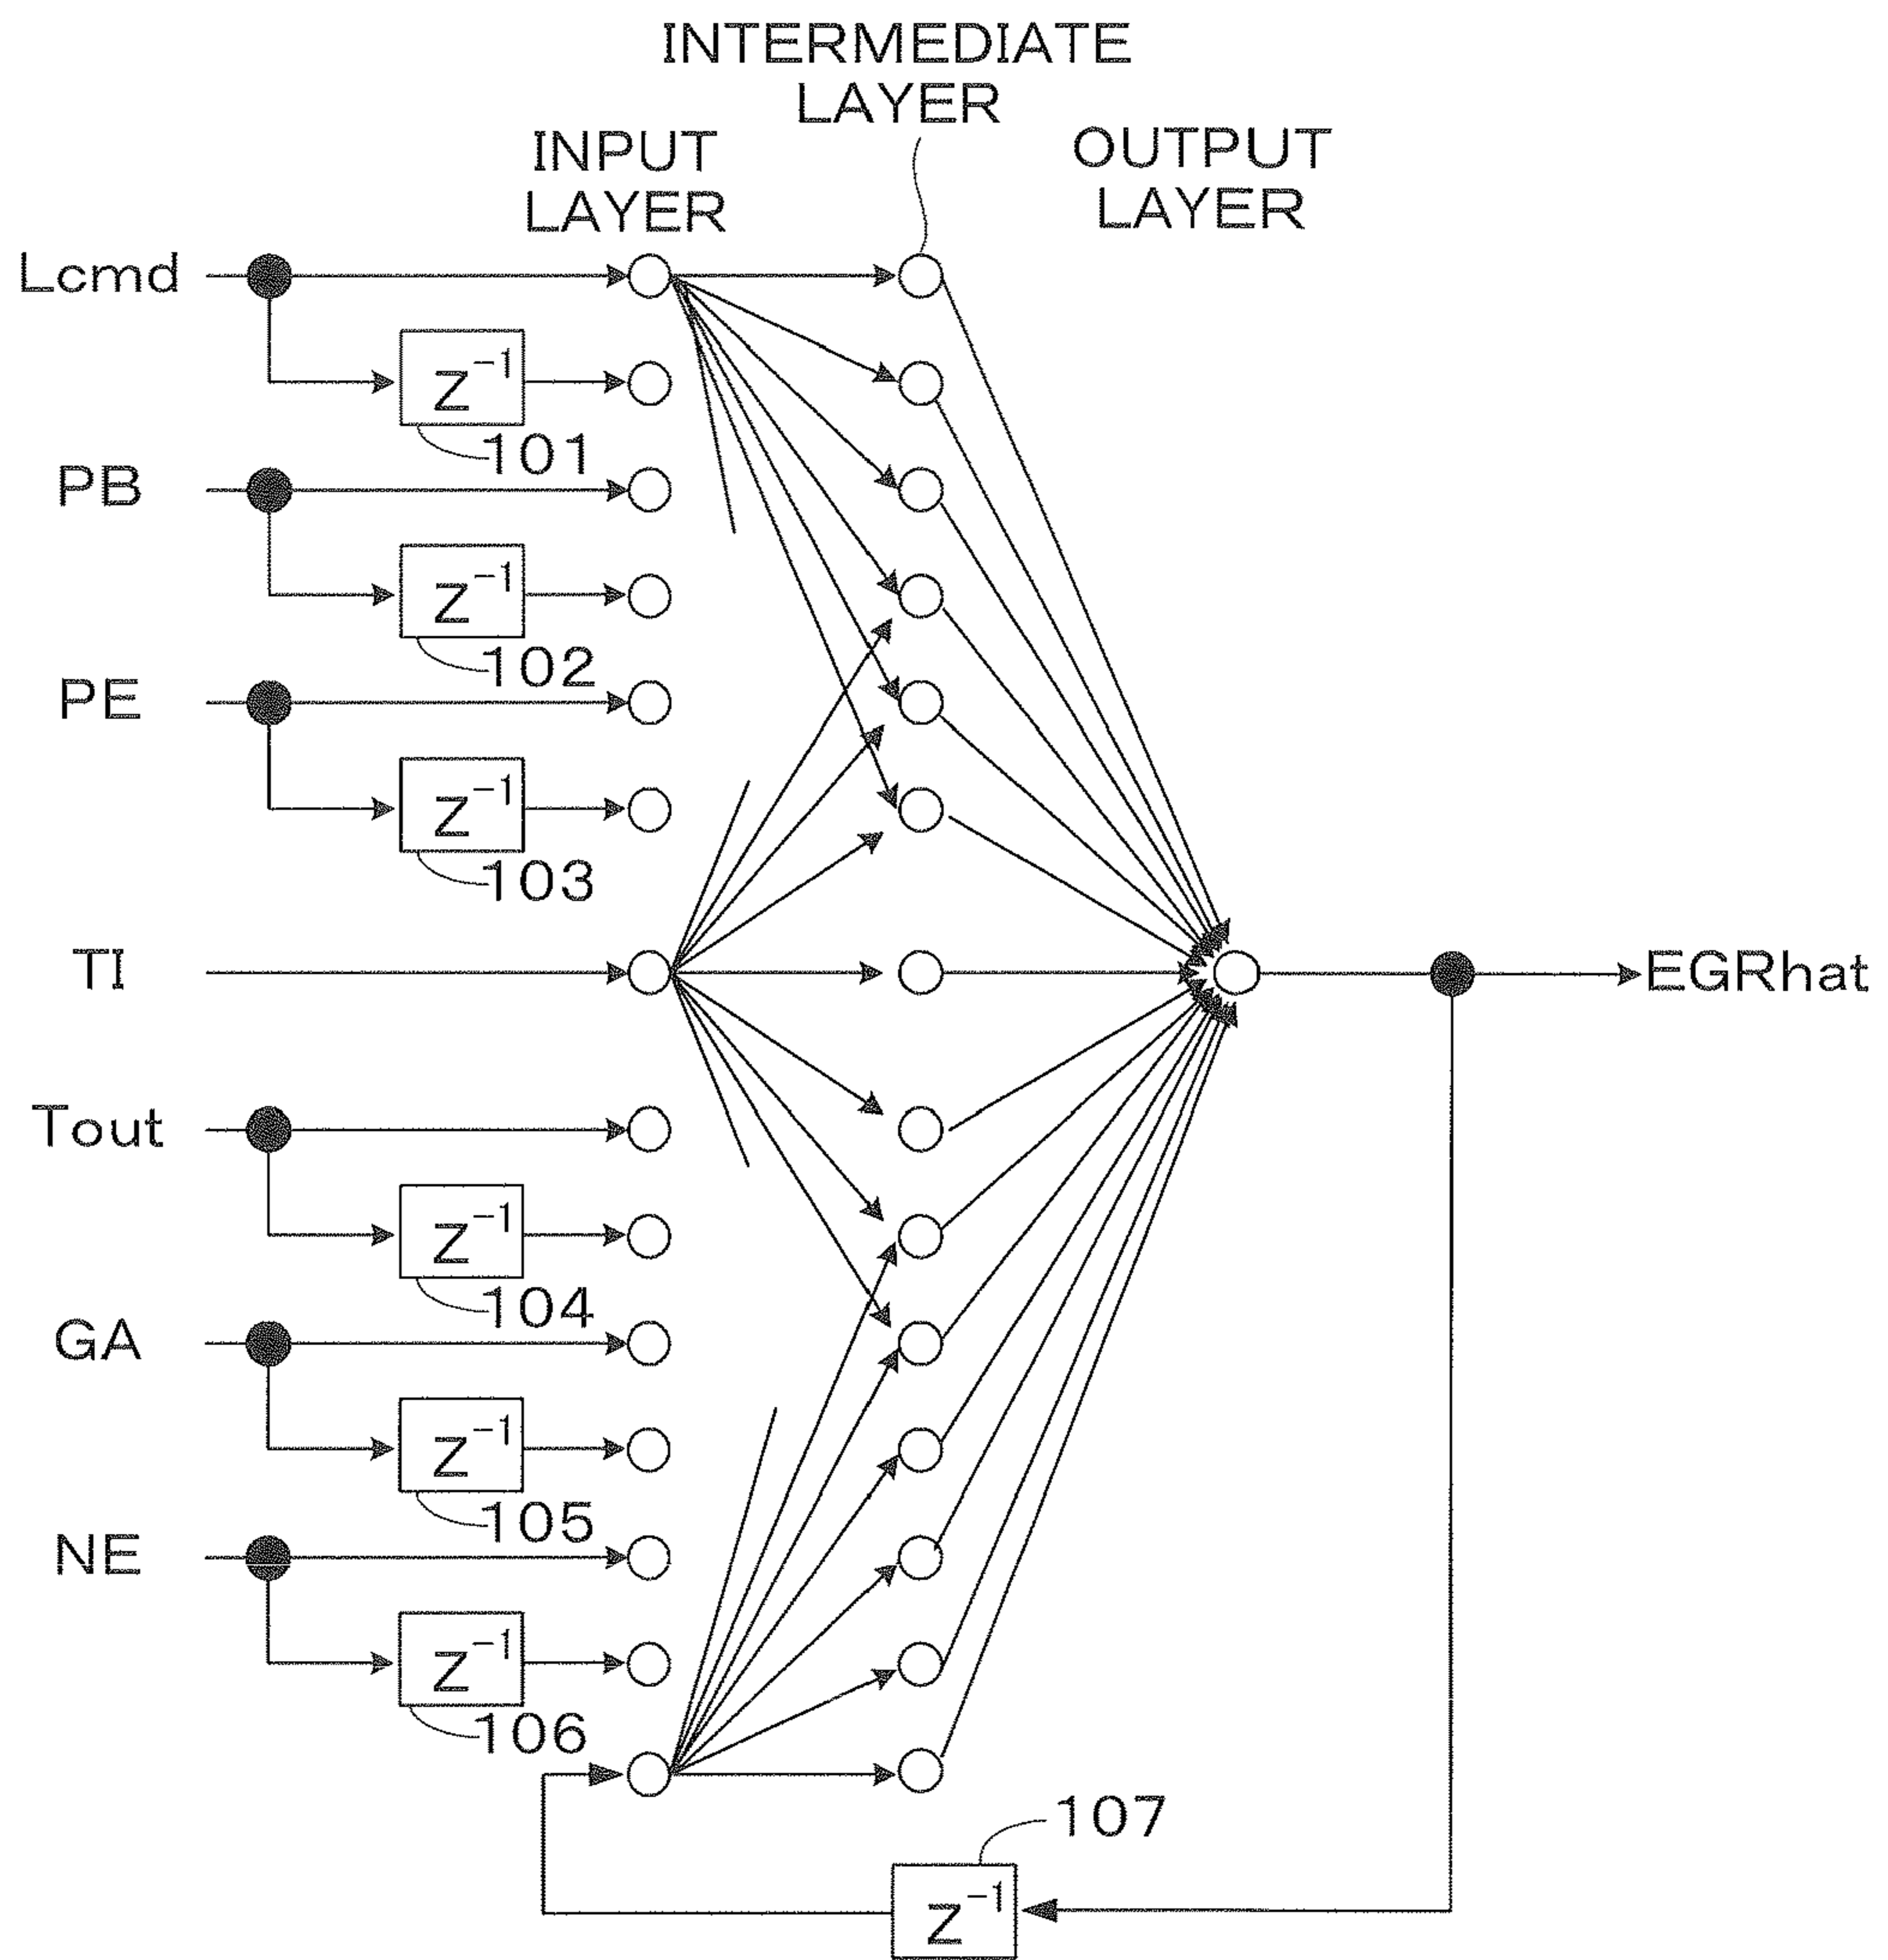 INTERMEDIATE
LAYER
INPUT
LAYER
OUTPUT
LAYER
Lcmd
z⁻¹
101
PB
z⁻¹
102
PE
z⁻¹
103
TI
EGRhat
Tout
z⁻¹
104
GA
z⁻¹
105
NE
z⁻¹
106
107
z⁻¹